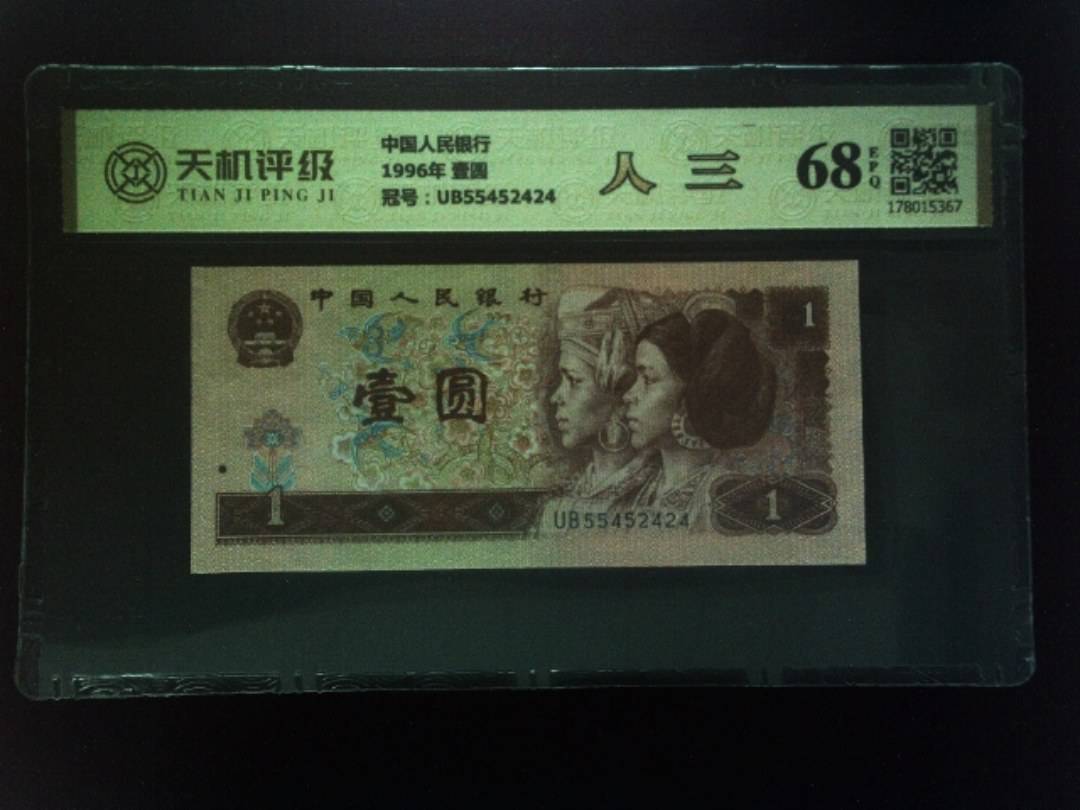 天机评级
TIAN JI PING JI
中国人民银行
1996年 壹圆
冠号：UB55452424
人三
68
EPQ
178015367
中国人民银行
1
壹圆
1
UB55452424
1